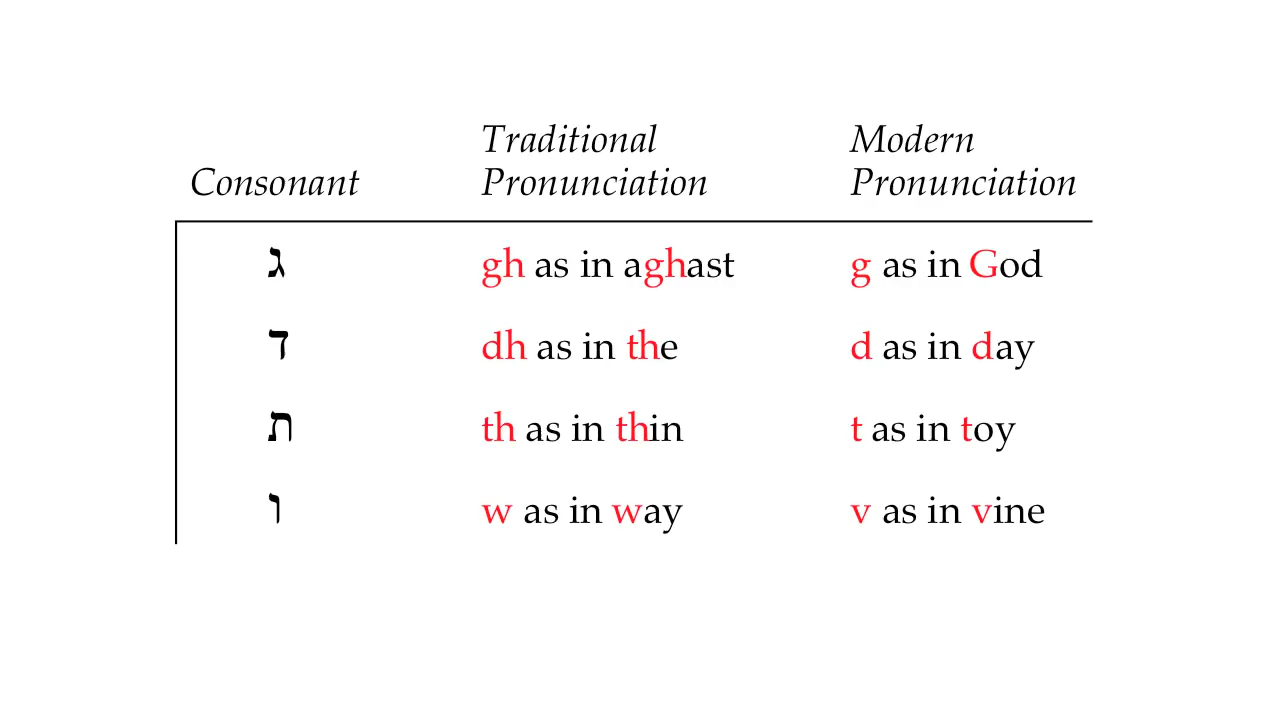 Consonant Traditional Pronunciation Modern Pronunciation
ג gh as in aghast g as in God
ד dh as in the d as in day
ת th as in thin t as in toy
ו w as in way v as in vine